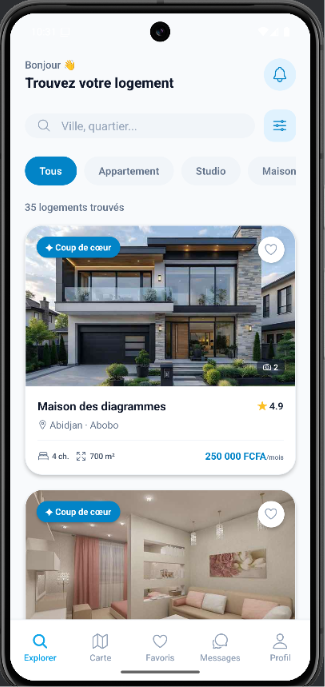 Bonjour 👋
Trouvez votre logement
Ville, quartier...
Tous
Appartement
Studio
Maison
35 logements trouvés
✦ Coup de cœur
2
Maison des diagrammes
★ 4.9
Abidjan · Abobo
4 ch.
700 m²
250 000 FCFA/mois
✦ Coup de cœur
Explorer
Carte
Favoris
Messages
Profil